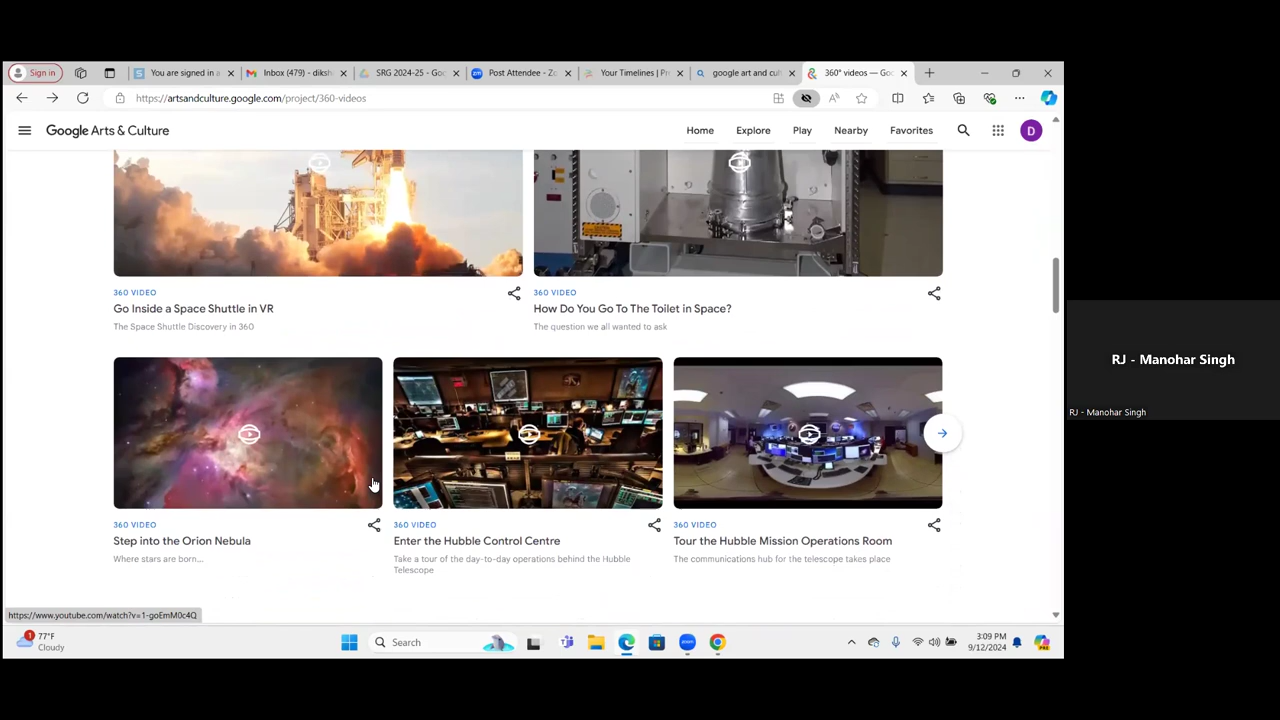 Sign in
You are signed in a
Inbox (479) - diksh
SRG 2024-25 - Goo
Post Attendee - Zo
Your Timelines | Pr
google art and cult
360° videos — Goo
https://artsandculture.google.com/project/360-videos
Google Arts & Culture
Home
Explore
Play
Nearby
Favorites
D
360 VIDEO
Go Inside a Space Shuttle in VR
The Space Shuttle Discovery in 360
360 VIDEO
How Do You Go To The Toilet in Space?
The question we all wanted to ask
RJ - Manohar Singh
RJ - Manohar Singh
360 VIDEO
Step into the Orion Nebula
Where stars are born...
360 VIDEO
Enter the Hubble Control Centre
Take a tour of the day-to-day operations behind the Hubble
Telescope
360 VIDEO
Tour the Hubble Mission Operations Room
The communications hub for the telescope takes place
https://www.youtube.com/watch?v=1-goEmM0c4Q
1
77°F
Cloudy
Search
3:09 PM
9/12/2024